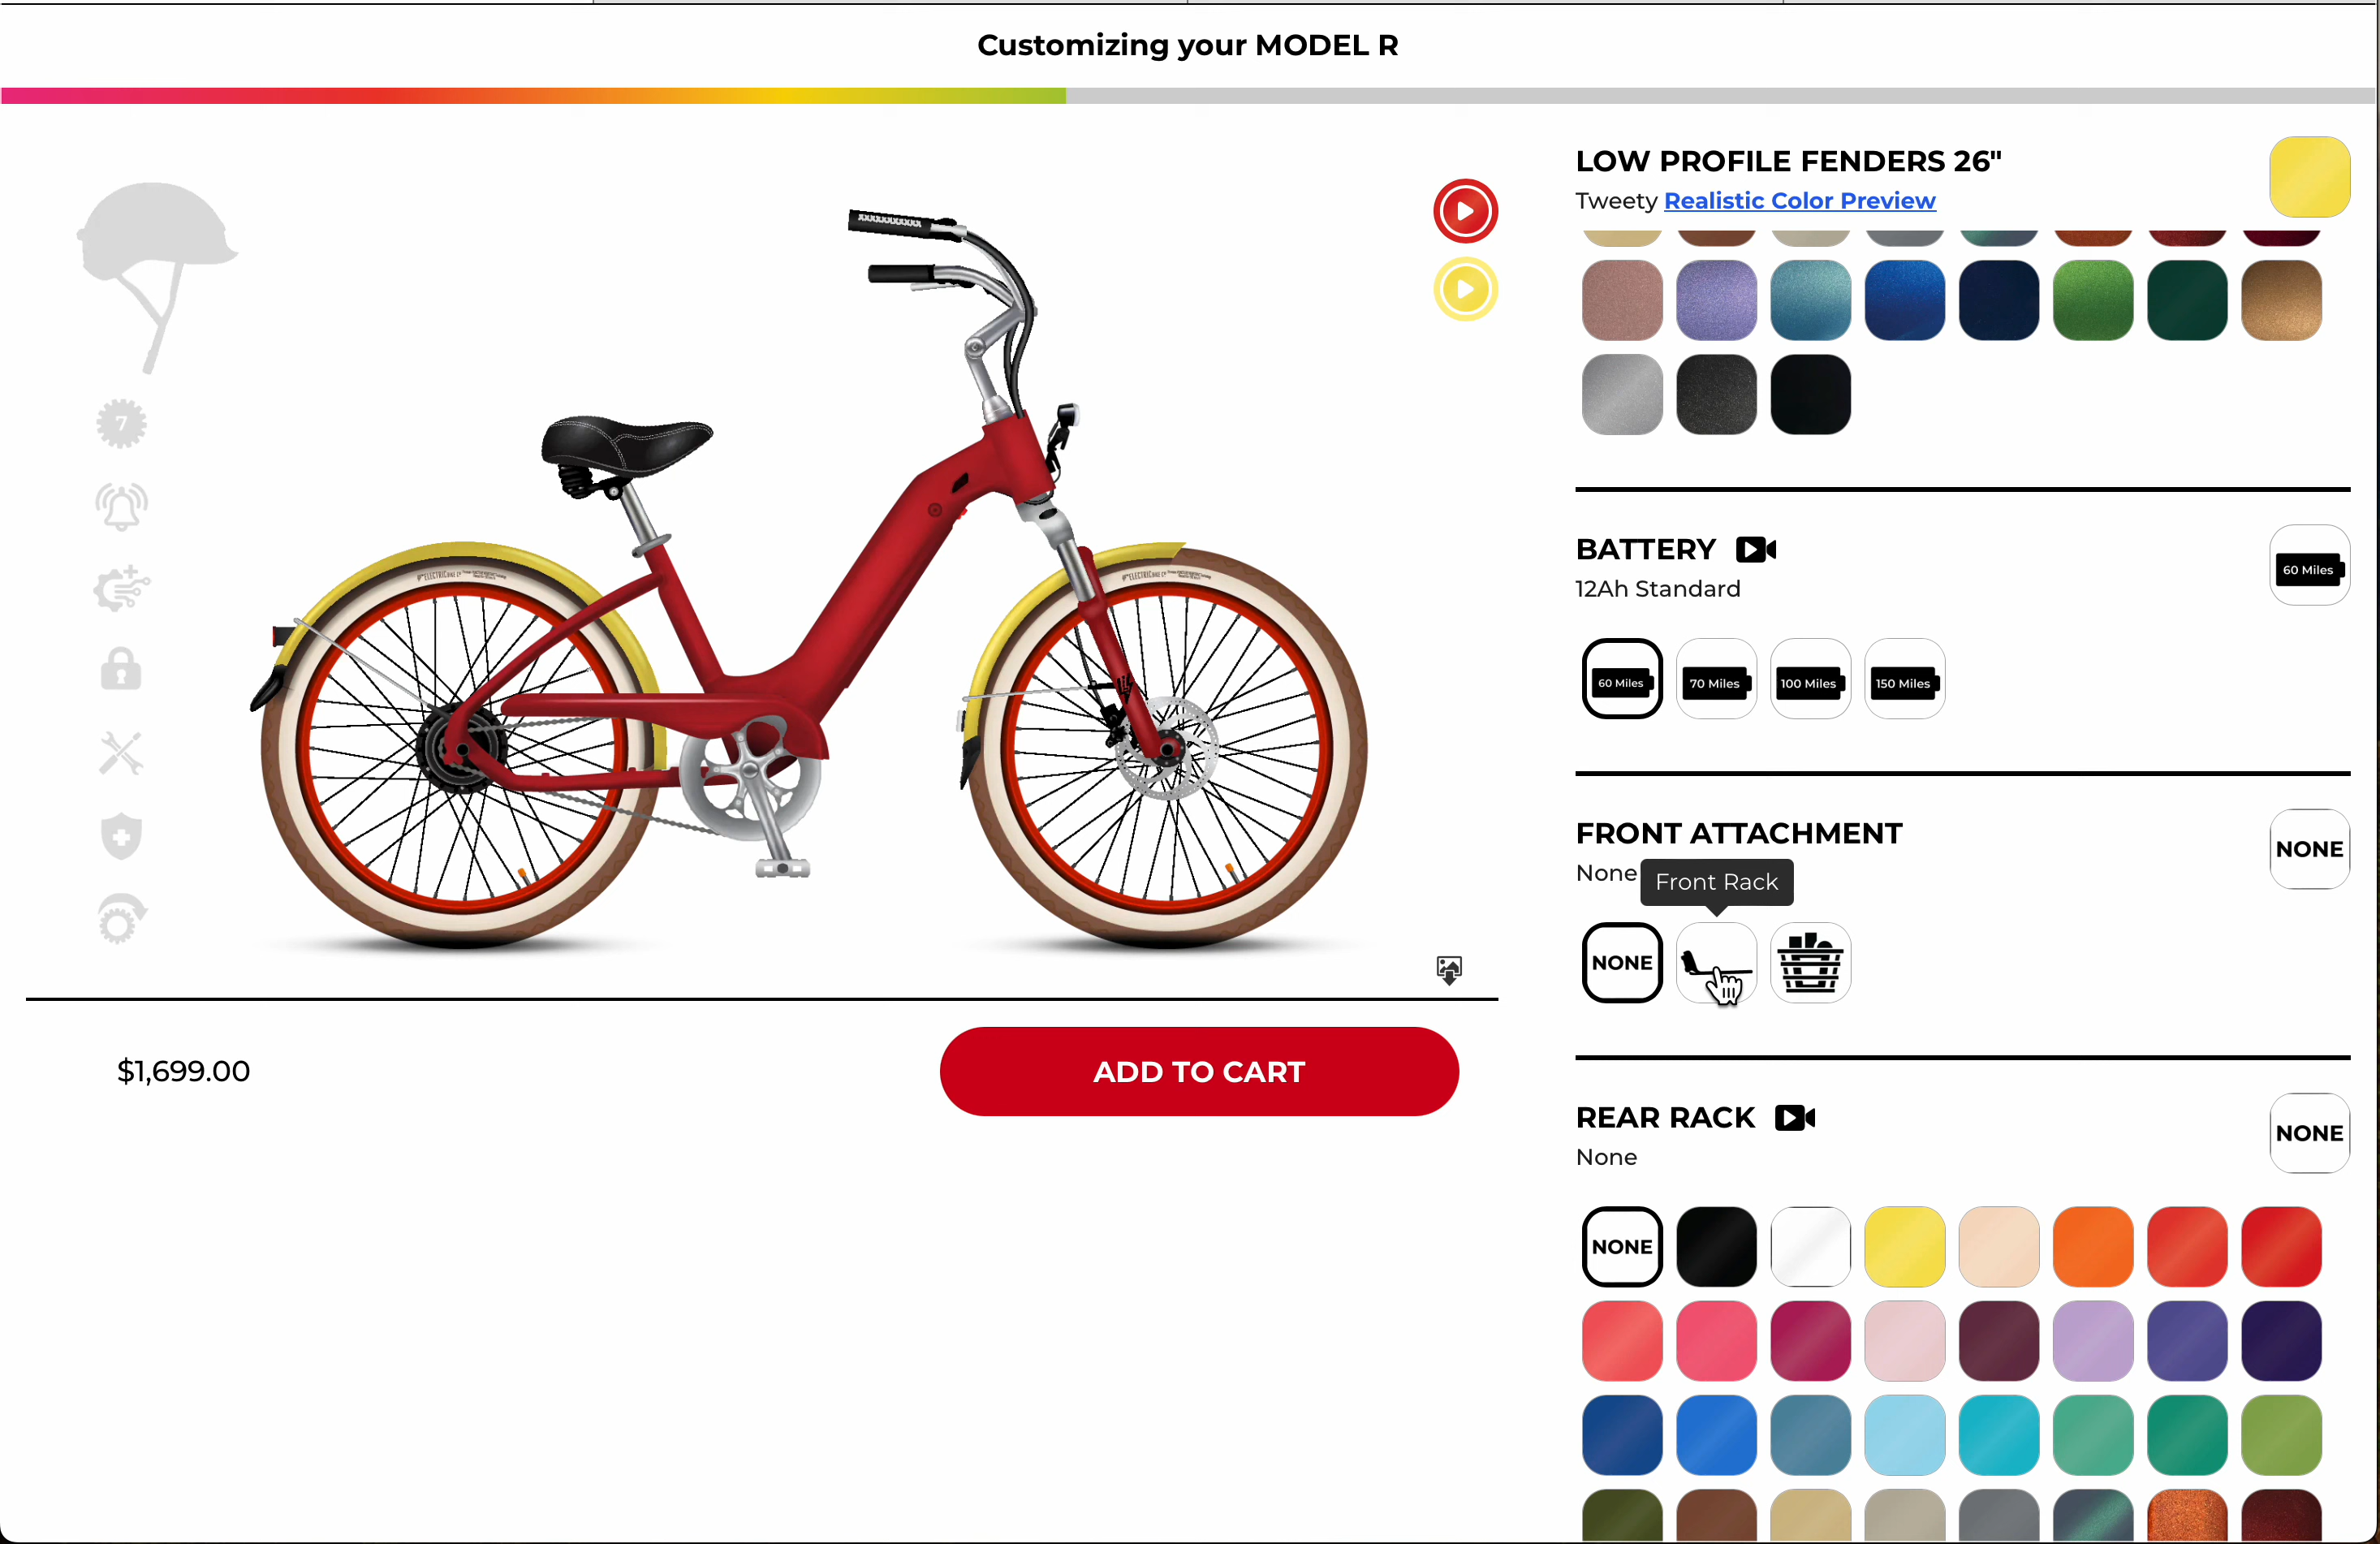 Customizing your MODEL R
LOW PROFILE FENDERS 26"
Tweety Realistic Color Preview
7
BATTERY
12Ah Standard
60 Miles
60 Miles
70 Miles
100 Miles
150 Miles
FRONT ATTACHMENT
None
NONE
Front Rack
NONE
$1,699.00
ADD TO CART
REAR RACK
None
NONE
NONE